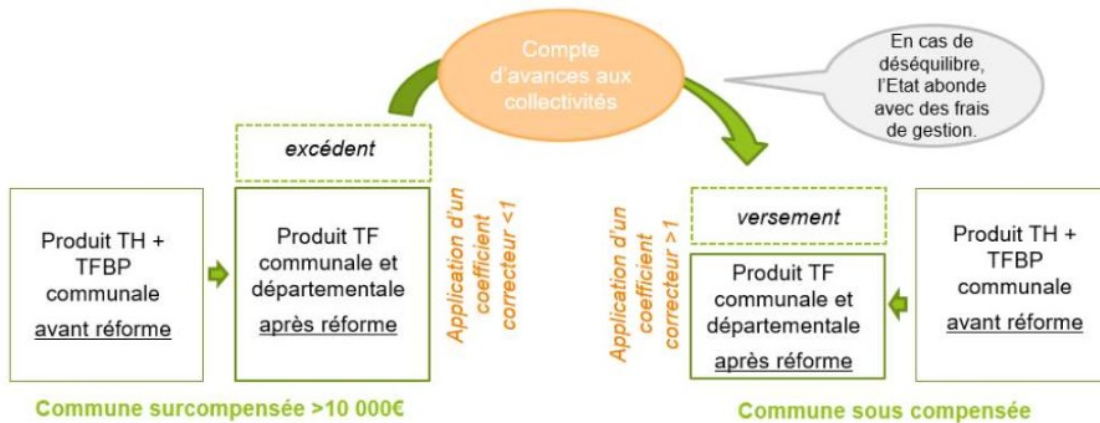 Compte
d'avances aux
collectivités
En cas de
déséquilibre,
l'Etat abonde
avec des frais
de gestion.
excédent
Produit TH +
TFBP
communale
avant réforme
Produit TF
communale et
départementale
après réforme
Application d'un
coefficient
correcteur <1
Commune surcompensée >10 000€
Application d'un
coefficient
correcteur >1
versement
Produit TF
communale et
départementale
après réforme
Produit TH +
TFBP
communale
avant réforme
Commune sous compensée